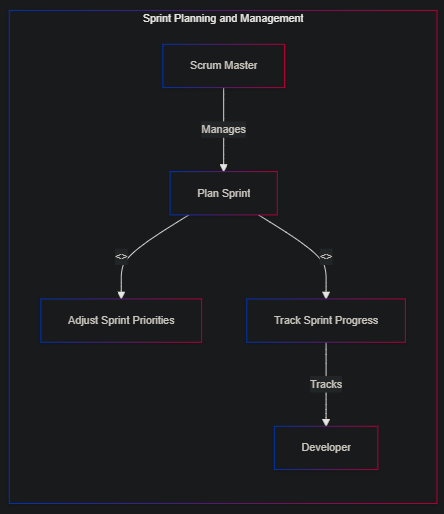 Sprint Planning and Management
Scrum Master
Manages
Plan Sprint
<>
<>
Adjust Sprint Priorities
Track Sprint Progress
Tracks
Developer